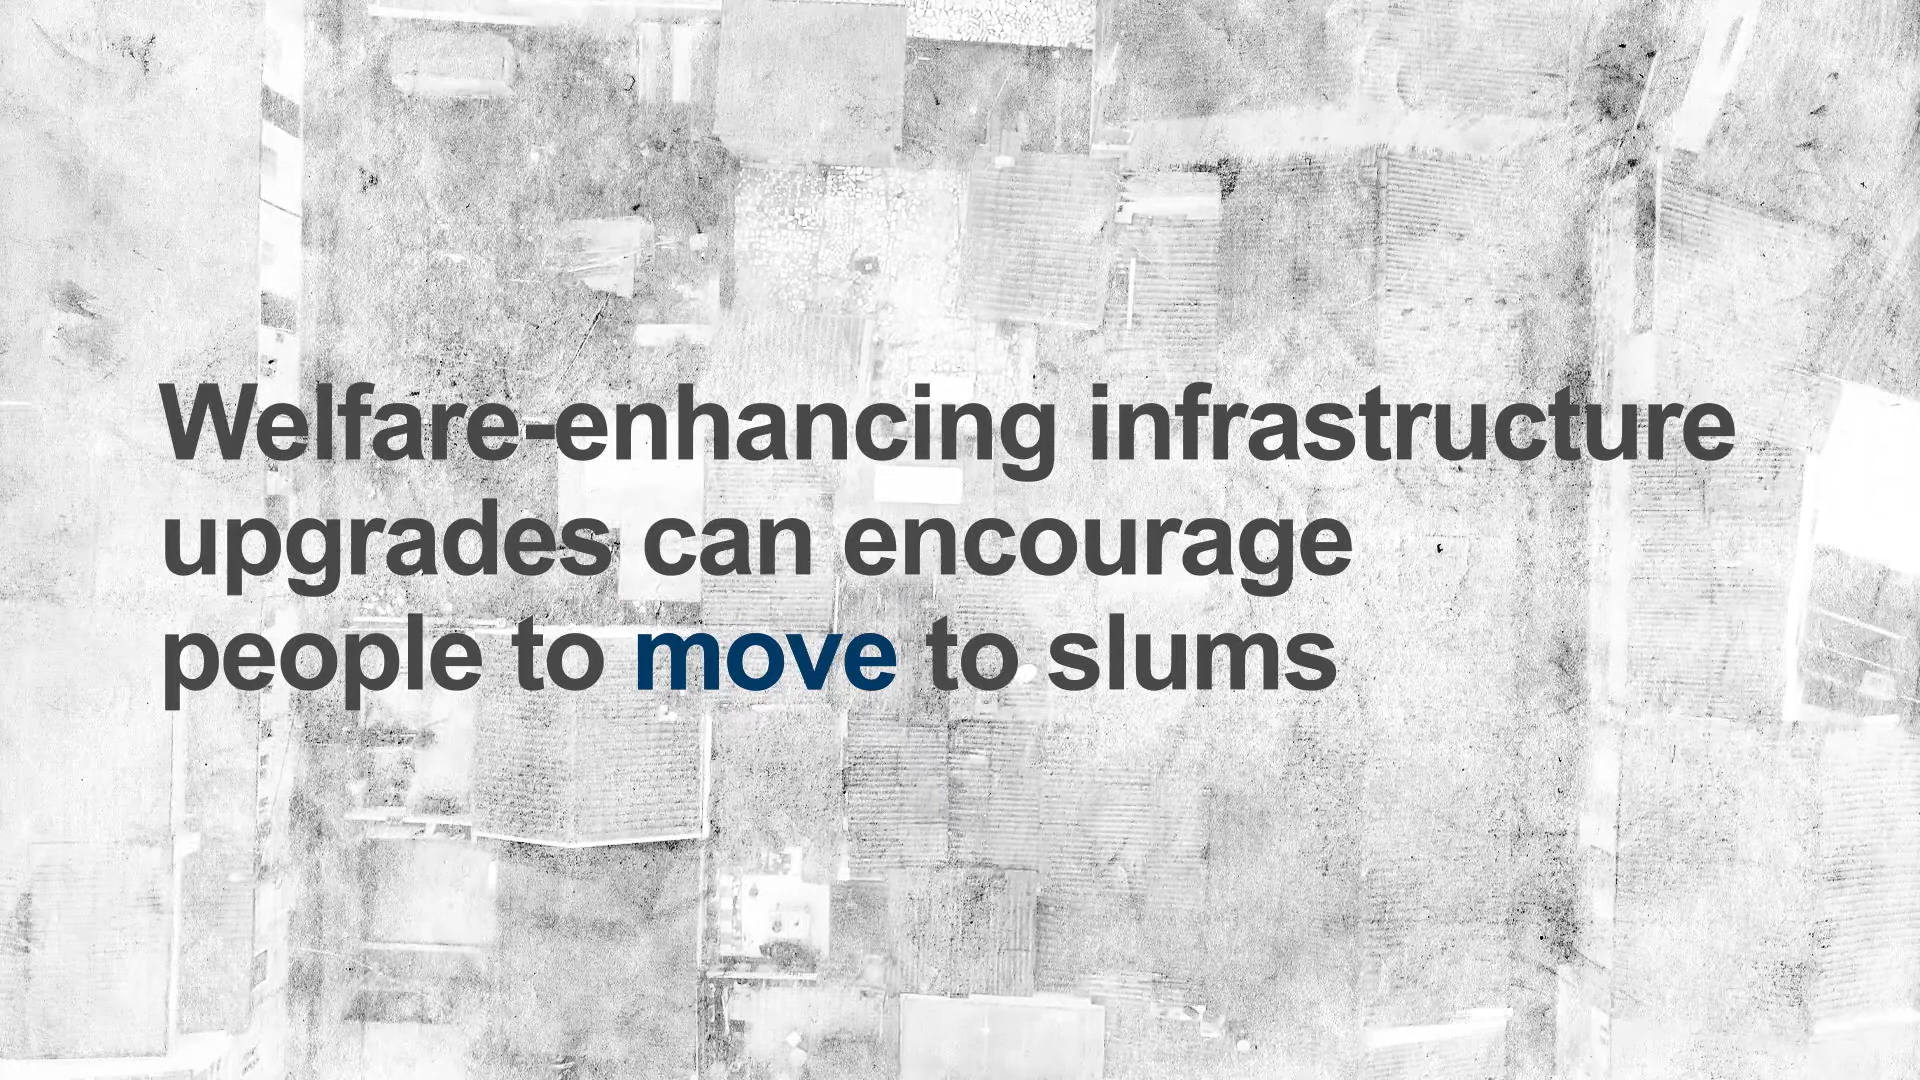 Welfare-enhancing infrastructure
upgrades can encourage
people to move to slums